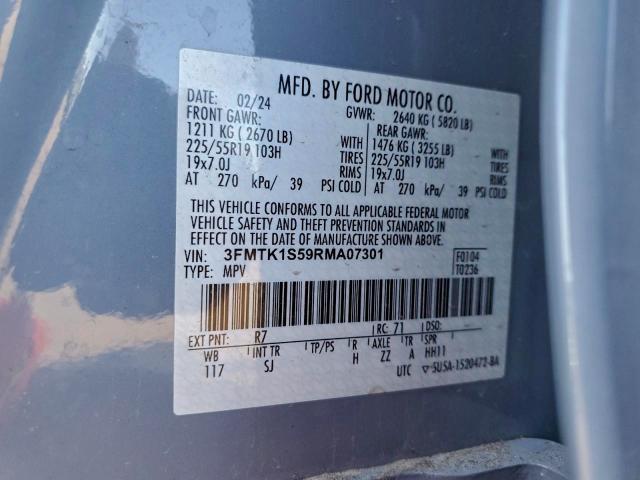 MFD. BY FORD MOTOR CO.
DATE: 02/24 GVWR: 2640 KG ( 5820 LB)
FRONT GAWR: REAR GAWR:
1211 KG ( 2670 LB) WITH 1476 KG ( 3255 LB) WITH
225/55R19 103H TIRES 225/55R19 103H TIRES
19x7.0J RIMS 19x7.0J RIMS
AT 270 kPa/ 39 PSI COLD AT 270 kPa/ 39 PSI COLD
THIS VEHICLE CONFORMS TO ALL APPLICABLE FEDERAL MOTOR
VEHICLE SAFETY AND THEFT PREVENTION STANDARDS IN
EFFECT ON THE DATE OF MANUFACTURE SHOWN ABOVE.
VIN: 3FMTK1S59RMA07301 F0104
TYPE: MPV T0236
EXT PNT: R7 RC: 71 DSO:
WB INT TR TP/PS R AXLE TR SPR
117 SJ H ZZ A HH11
UTC ▽5U5A-1520472-BA